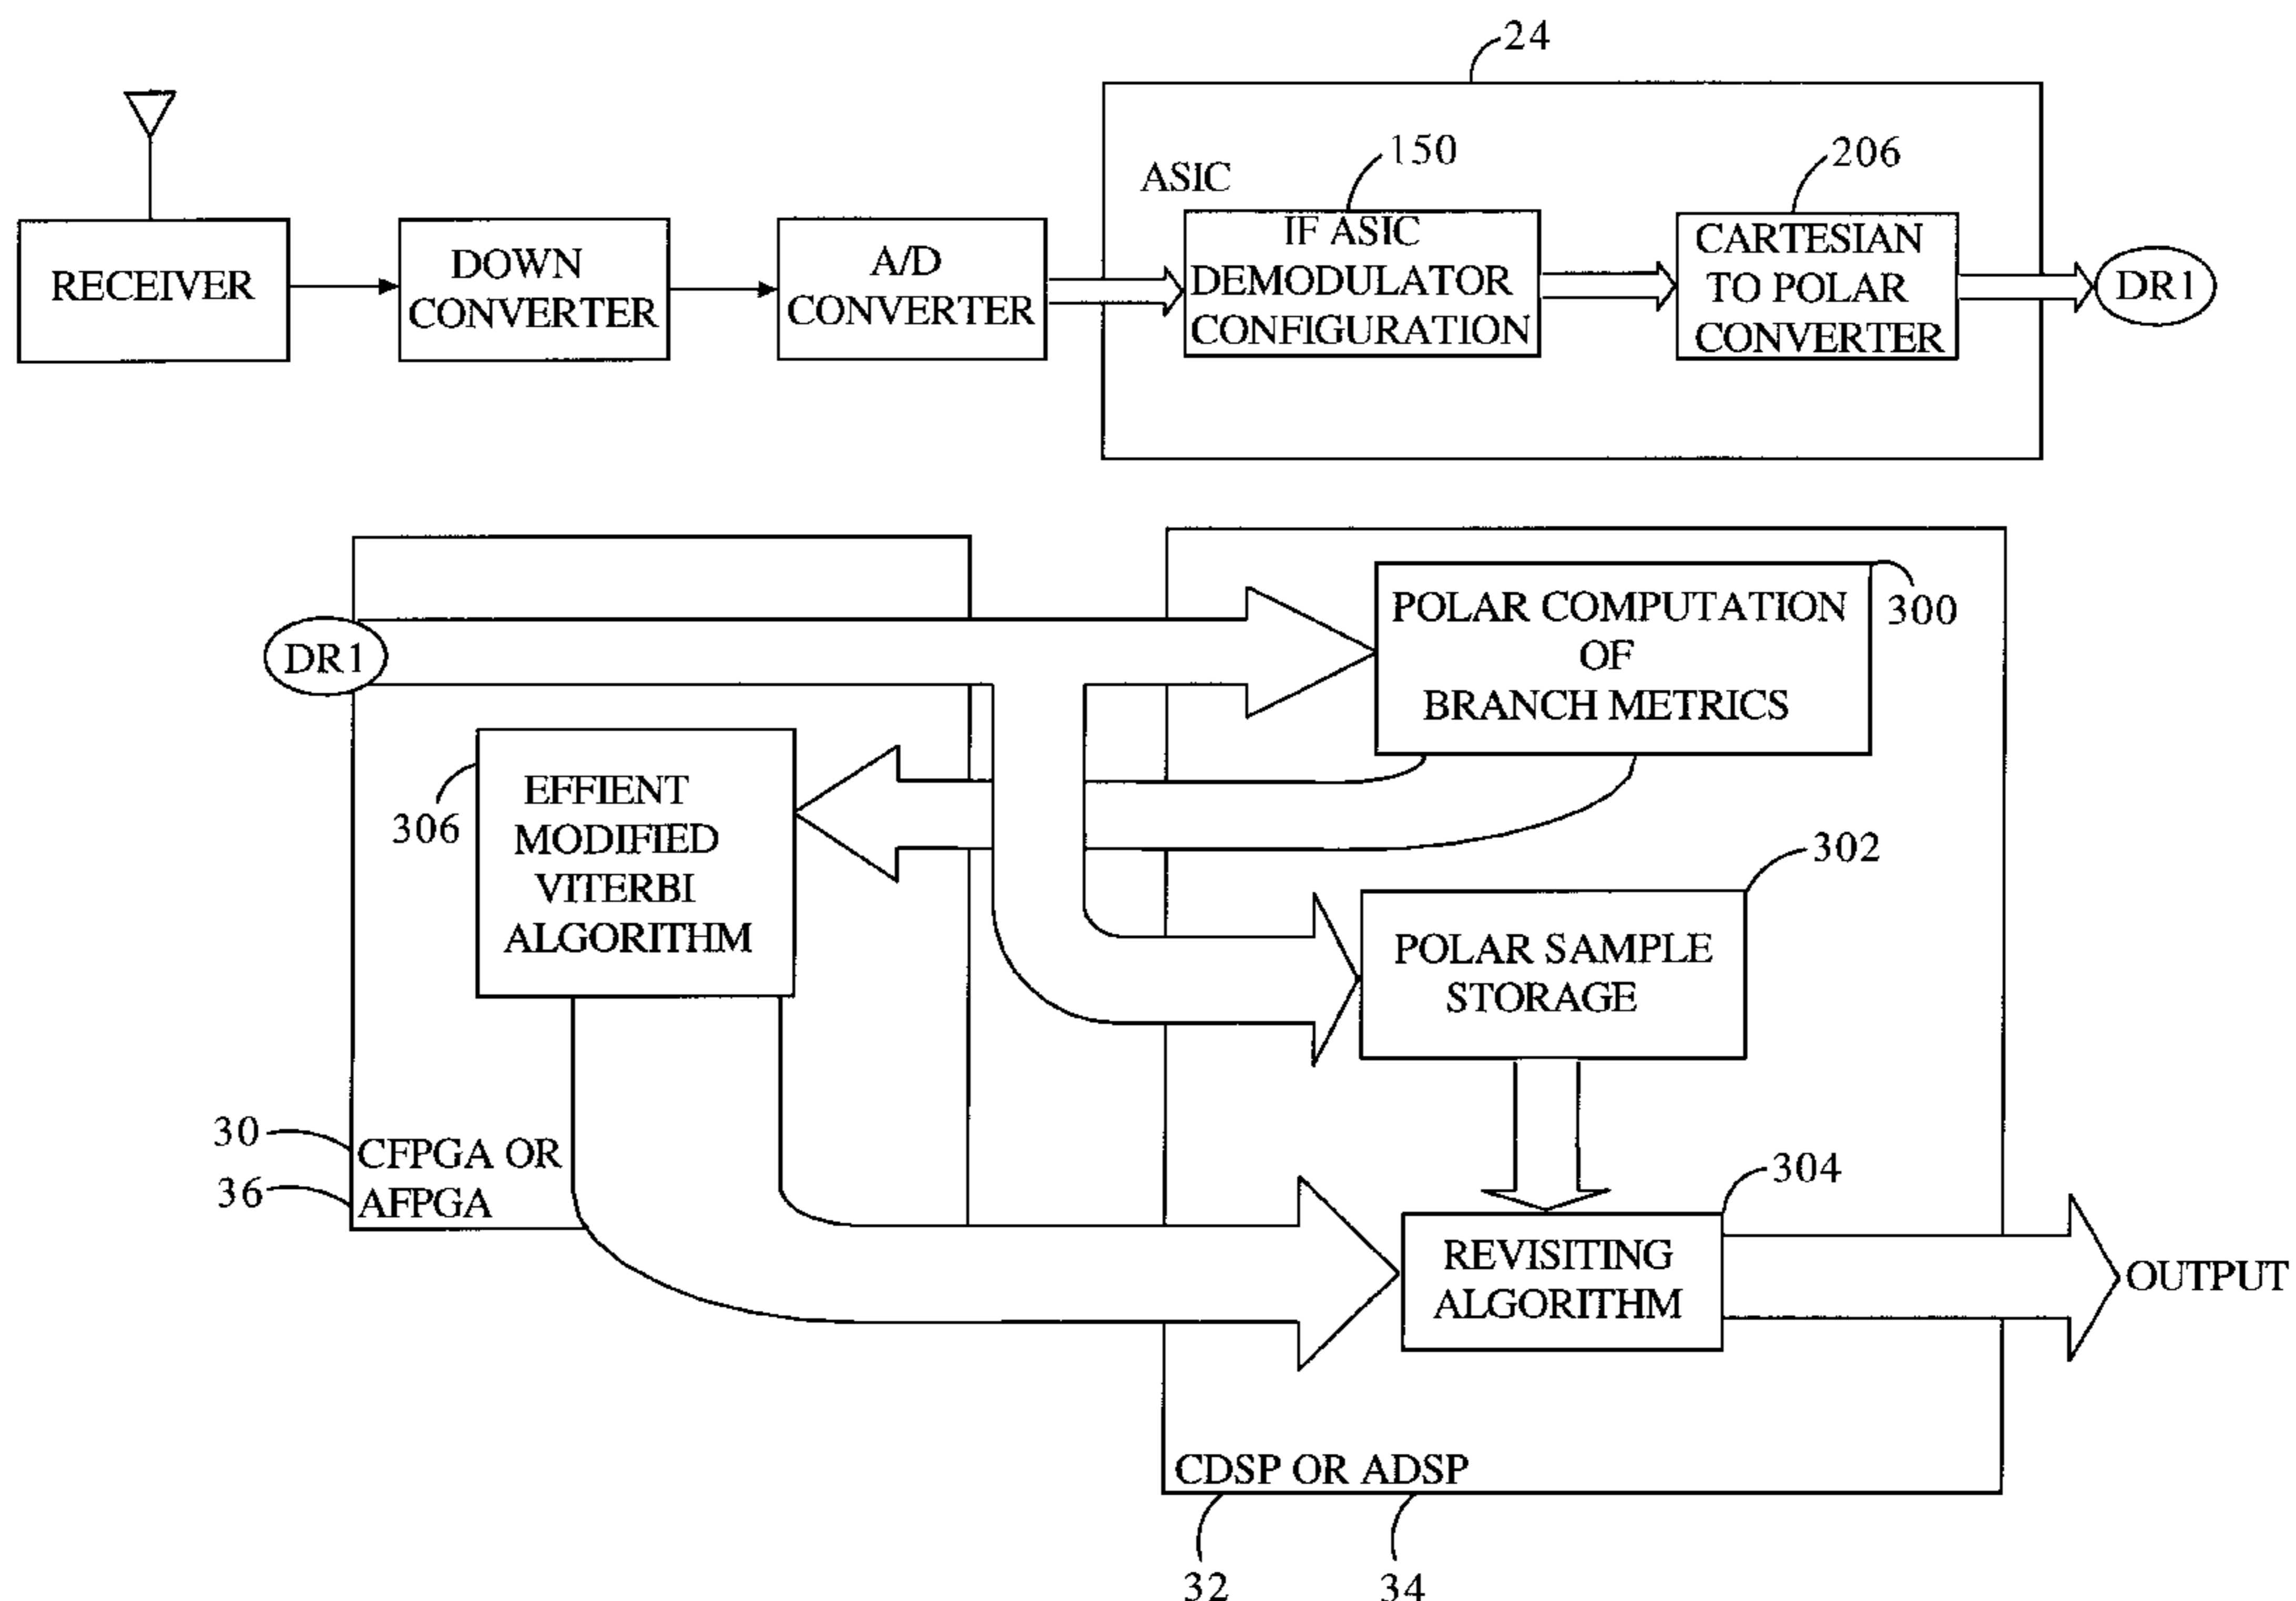 24
150
206
ASIC
RECEIVER
DOWN
CONVERTER
A/D
CONVERTER
IF ASIC
DEMODULATOR
CONFIGURATION
CARTESIAN
TO POLAR
CONVERTER
DR1
DR1
POLAR COMPUTATION
OF
BRANCH METRICS
300
306
EFFIENT
MODIFIED
VITERBI
ALGORITHM
302
POLAR SAMPLE
STORAGE
30
CFPGA OR
36
AFPGA
304
REVISITING
ALGORITHM
OUTPUT
CDSP OR ADSP
32
34